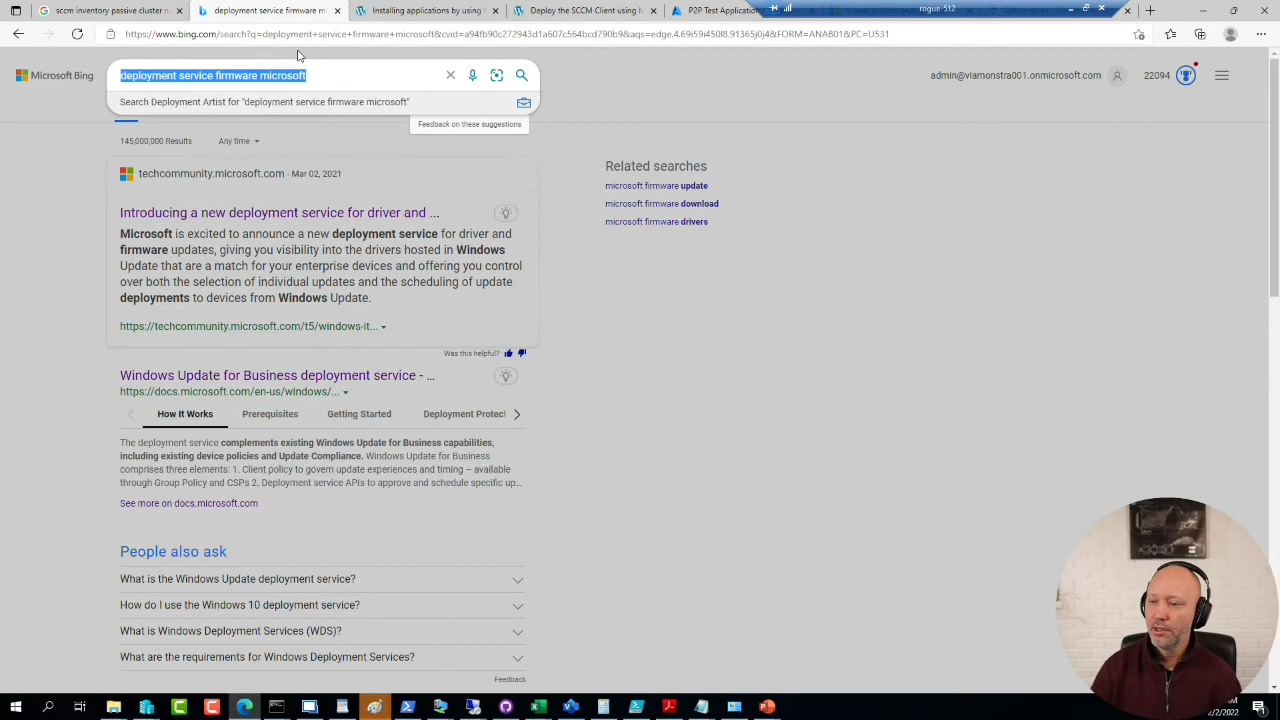 sccm inventory passive cluster n
deployment service firmware mi
Installing applications by using l
Deploy the SCCM Client using I
P2P Test Applicatio
rogue-512
https://www.bing.com/search?q=deployment+service+firmware+microsoft&cvid=a94fb90c272943d1a607c564bcd790b9&aqs=edge.4.69i59i450l8.91365j0j4&FORM=ANAB01&PC=U531
Microsoft Bing
deployment service firmware microsoft
admin@viamonstra001.onmicrosoft.com
22094
Search Deployment Artist for "deployment service firmware microsoft"
Feedback on these suggestions
145,000,000 Results
Any time
techcommunity.microsoft.com · Mar 02, 2021
Introducing a new deployment service for driver and ...
Microsoft is excited to announce a new deployment service for driver and
firmware updates, giving you visibility into the drivers hosted in Windows
Update that are a match for your enterprise devices and offering you control
over both the selection of individual updates and the scheduling of update
deployments to devices from Windows Update.
https://techcommunity.microsoft.com/t5/windows-it...
Was this helpful?
Related searches
microsoft firmware update
microsoft firmware download
microsoft firmware drivers
Windows Update for Business deployment service - ...
https://docs.microsoft.com/en-us/windows/...
How It Works
Prerequisites
Getting Started
Deployment Protect
The deployment service complements existing Windows Update for Business capabilities,
including existing device policies and Update Compliance. Windows Update for Business
comprises three elements: 1. Client policy to govern update experiences and timing – available
through Group Policy and CSPs 2. Deployment service APIs to approve and schedule specific up...
See more on docs.microsoft.com
People also ask
What is the Windows Update deployment service?
How do I use the Windows 10 deployment service?
What is Windows Deployment Services (WDS)?
What are the requirements for Windows Deployment Services?
Feedback
AM
/2/2022